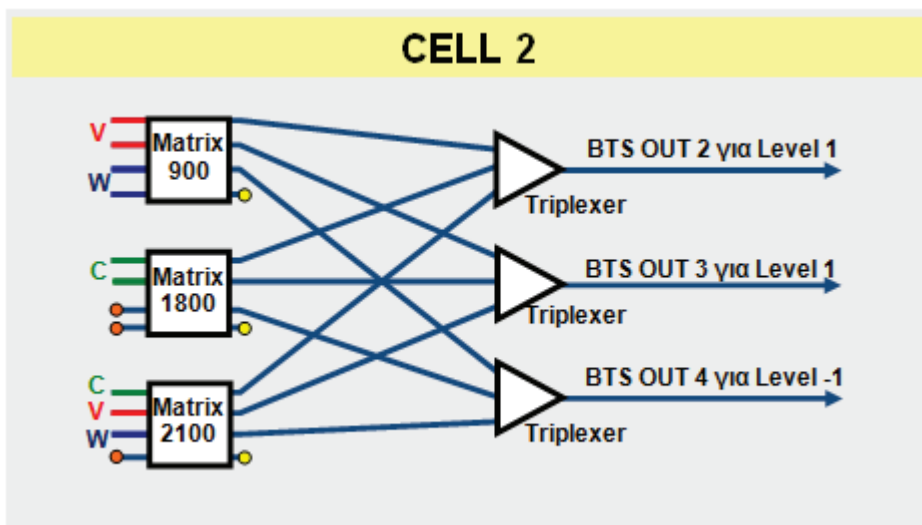 CELL 2
V
W
Matrix
900
BTS OUT 2 για Level 1
Triplexer
C
Matrix
1800
BTS OUT 3 για Level 1
Triplexer
C
V
W
Matrix
2100
BTS OUT 4 για Level -1
Triplexer